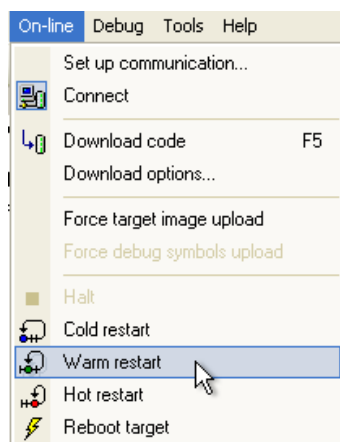 On-line Debug Tools Help
Set up communication...
Connect
Download code F5
Download options...
Force target image upload
Force debug symbols upload
Halt
Cold restart
Warm restart
Hot restart
Reboot target